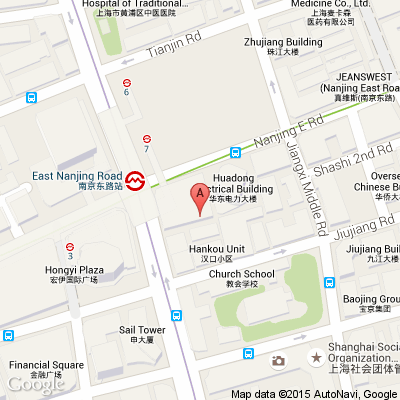 Hospital of Traditional...
上海市黄浦区中医医院
Medicine Co., Ltd.
上海麦卡森
医药有限公司
Tianjin Rd
Zhujiang Building
珠江大楼
JEANSWEST
(Nanjing East Road
真维斯(南京东路)
6
7
Nanjing E Rd
Shashi 2nd Rd
Jiangxi Middle Rd
East Nanjing Road
南京东路站
Huadong
Electrical Building
华东电力大楼
A
Overse
Chinese Bu
华侨大
Jiujiang Rd
3
Hongyi Plaza
宏伊国际广场
Hankou Unit
汉口小区
Jiujiang Build
九江大楼
Church School
教会学校
Baojing Grou
宝京集团
Sail Tower
申大厦
Shanghai Socia
Organization...
上海社会团体管
Financial Square
金融广场
Google
Map data ©2015 AutoNavi, Google